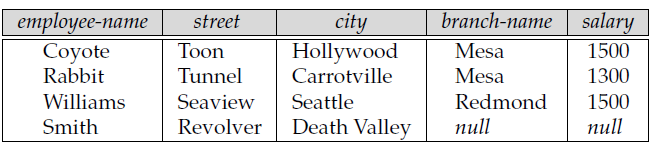 employee-name street city branch-name salary
Coyote Toon Hollywood Mesa 1500
Rabbit Tunnel Carrotville Mesa 1300
Williams Seaview Seattle Redmond 1500
Smith Revolver Death Valley null null